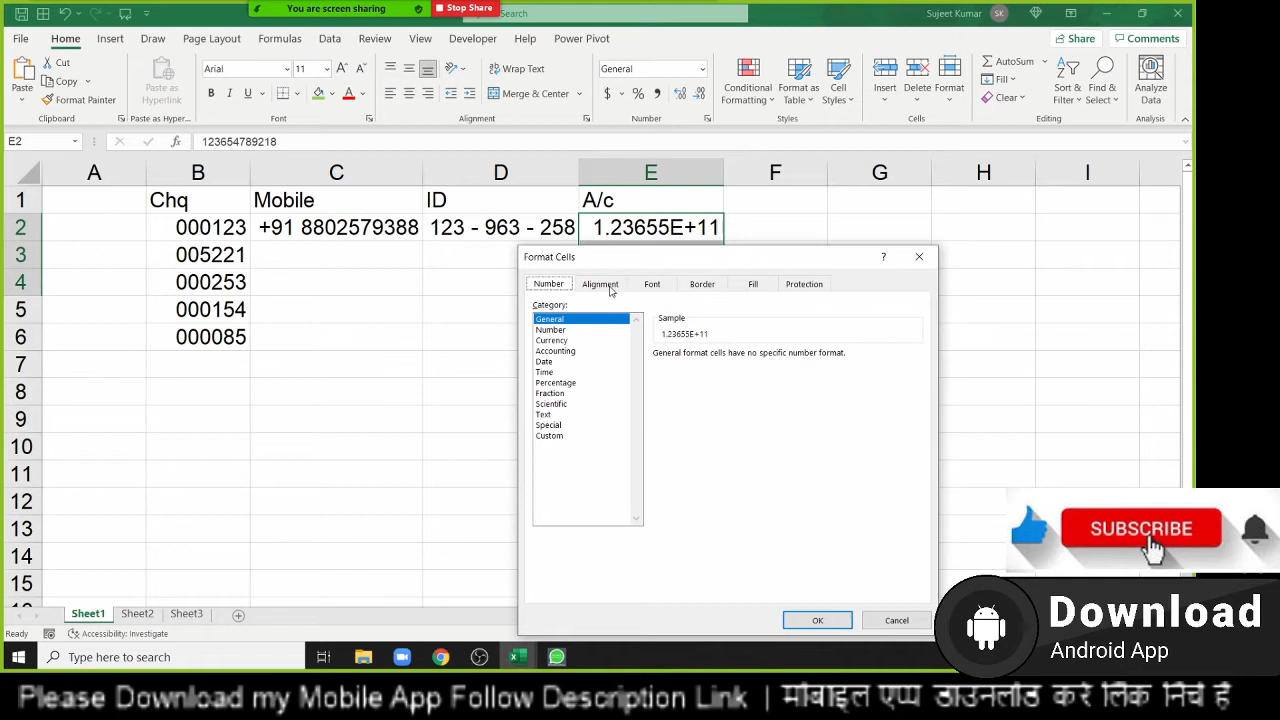 You are screen sharing
Stop Share
Search
Sujeet Kumar
SK
File Home Insert Draw Page Layout Formulas Data Review View Developer Help Power Pivot
Share
Comments
Paste
Cut
Copy
Format Painter
Clipboard
Paste as Hyperlink
Paste as Hyper...
Arial
11
B I U
Font
Wrap Text
Merge & Center
Alignment
General
$ % ,
Number
Conditional Formatting
Format as Table
Cell Styles
Styles
Insert
Delete
Format
Cells
AutoSum
Fill
Clear
Sort & Filter
Find & Select
Editing
Analyze Data
Analysis
E2
fx
123654789218
A B C D E F G H I
1 Chq Mobile ID A/c
2 000123 +91 8802579388 123 - 963 - 258 1.23655E+11
3 005221
4 000253
5 000154
6 000085
7
8
9
10
11
12
13
14
15
Format Cells
?
Number Alignment Font Border Fill Protection
Category:
General
Number
Currency
Accounting
Date
Time
Percentage
Fraction
Scientific
Text
Special
Custom
Sample
1.23655E+11
General format cells have no specific number format.
OK
Cancel
SUBSCRIBE
Download
Android App
Sheet1 Sheet2 Sheet3
Ready
Accessibility: Investigate
Type here to search
Please Download my Mobile App Follow Description Link | मोबाइल एप्प डाउनलोड करे लिंक निचे है